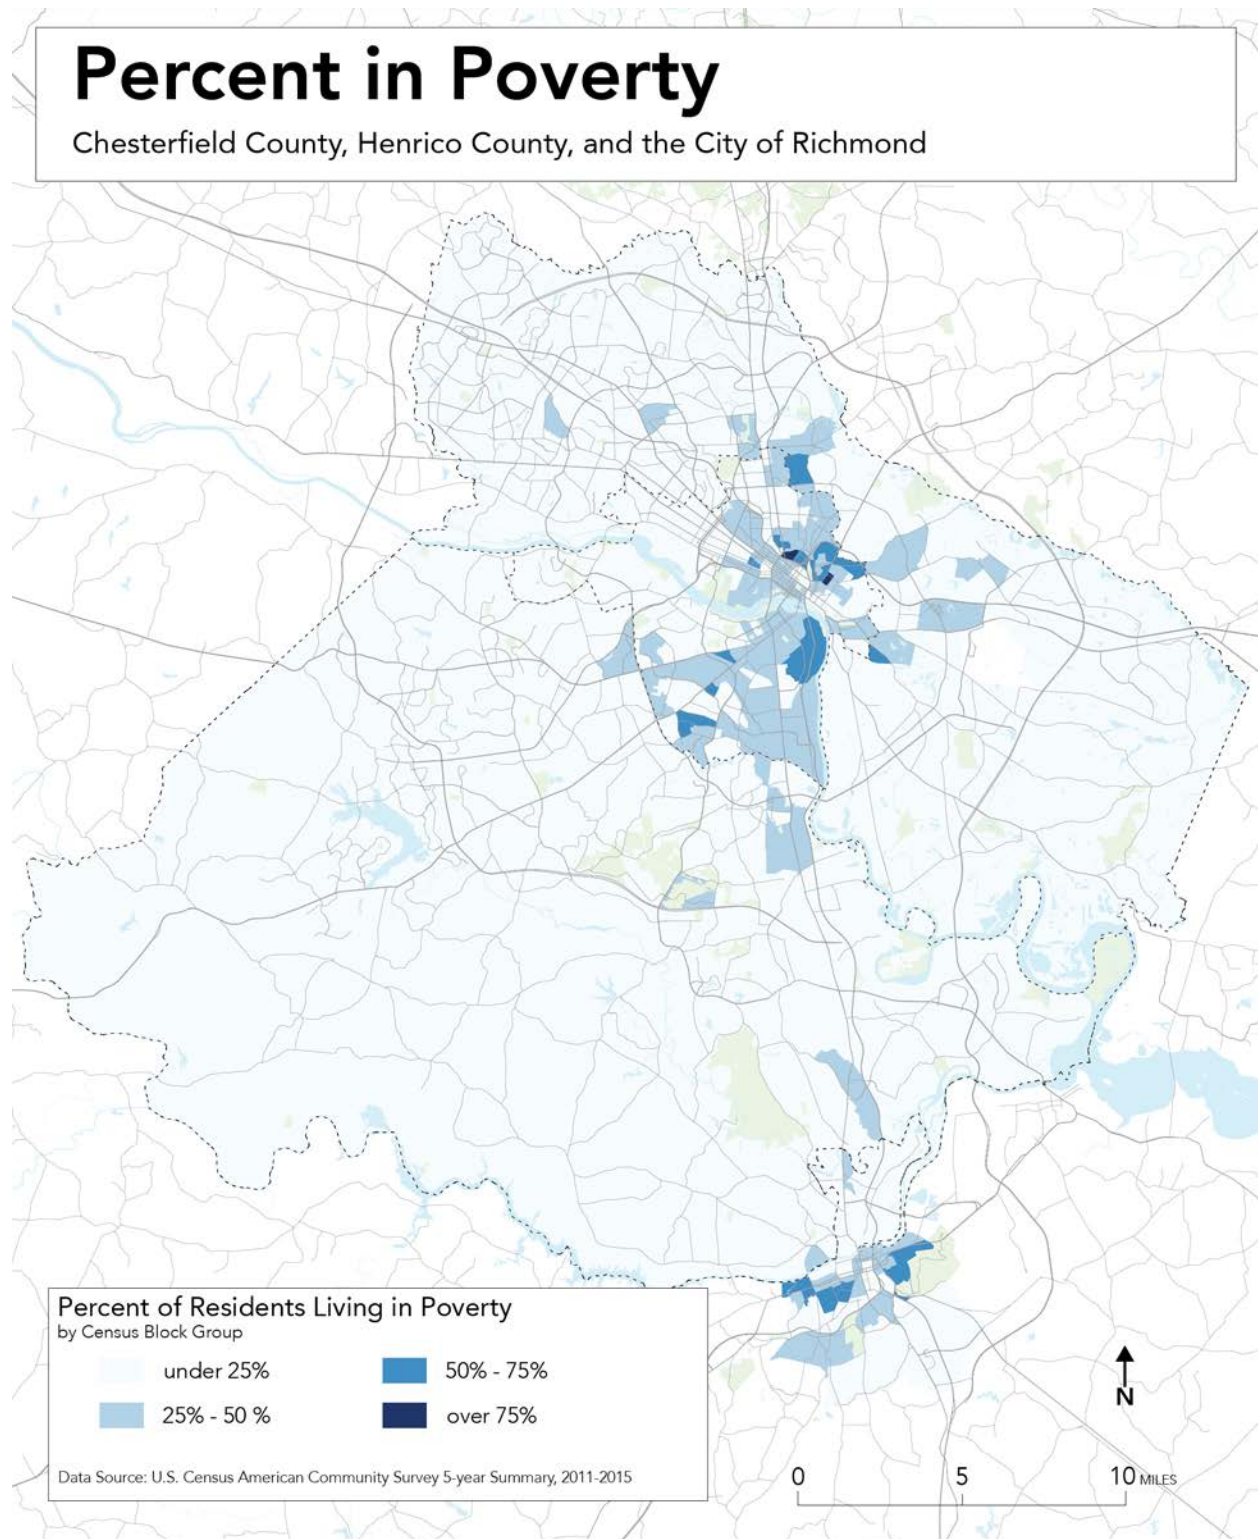 Percent in Poverty
Chesterfield County, Henrico County, and the City of Richmond
Percent of Residents Living in Poverty
by Census Block Group
under 25%
50% - 75%
25% - 50 %
over 75%
Data Source: U.S. Census American Community Survey 5-year Summary, 2011-2015
N
0 5 10 MILES